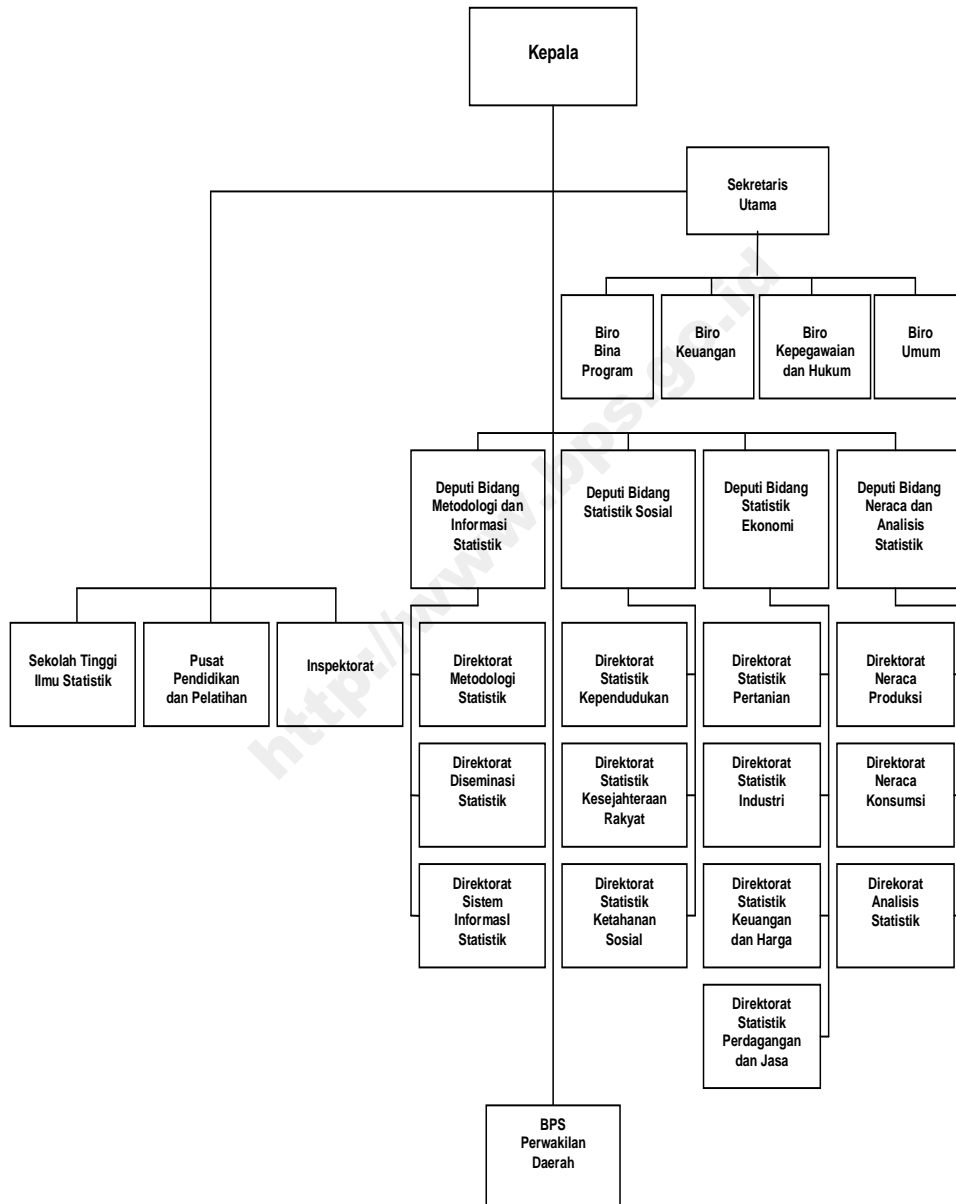 Kepala
Sekretaris
Utama
Biro
Bina
Program
Biro
Keuangan
Biro
Kepegawaian
dan Hukum
Biro
Umum
Deputi Bidang
Metodologi dan
Informasi
Statistik
Deputi Bidang
Statistik Sosial
Deputi Bidang
Statistik
Ekonomi
Deputi Bidang
Neraca dan
Analisis
Statistik
Sekolah Tinggi
Ilmu Statistik
Pusat
Pendidikan
dan Pelatihan
Inspektorat
Direktorat
Metodologi
Statistik
Direktorat
Statistik
Kependudukan
Direktorat
Statistik
Pertanian
Direktorat
Neraca
Produksi
Direktorat
Diseminasi
Statistik
Direktorat
Statistik
Kesejahteraan
Rakyat
Direktorat
Statistik
Industri
Direktorat
Neraca
Konsumsi
Direktorat
Sistem
InformasI
Statistik
Direktorat
Statistik
Ketahanan
Sosial
Direktorat
Statistik
Keuangan
dan Harga
Direkorat
Analisis
Statistik
Direktorat
Statistik
Perdagangan
dan Jasa
BPS
Perwakilan
Daerah
http://www.bps.go.id